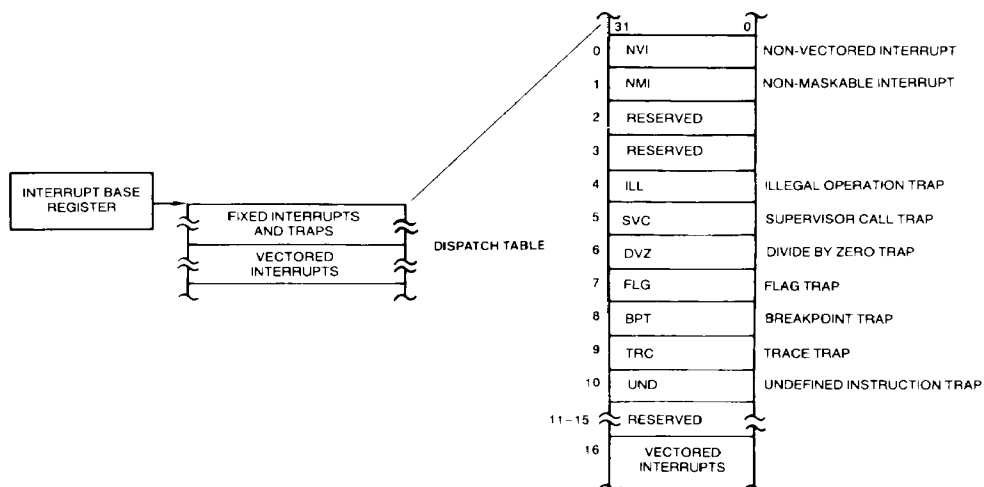 31 0
0 NVI NON-VECTORED INTERRUPT
1 NMI NON-MASKABLE INTERRUPT
2 RESERVED
3 RESERVED
4 ILL ILLEGAL OPERATION TRAP
5 SVC SUPERVISOR CALL TRAP
6 DVZ DIVIDE BY ZERO TRAP
7 FLG FLAG TRAP
8 BPT BREAKPOINT TRAP
9 TRC TRACE TRAP
10 UND UNDEFINED INSTRUCTION TRAP
11-15 RESERVED
16 VECTORED
INTERRUPTS
INTERRUPT BASE
REGISTER
FIXED INTERRUPTS
AND TRAPS
VECTORED
INTERRUPTS
DISPATCH TABLE